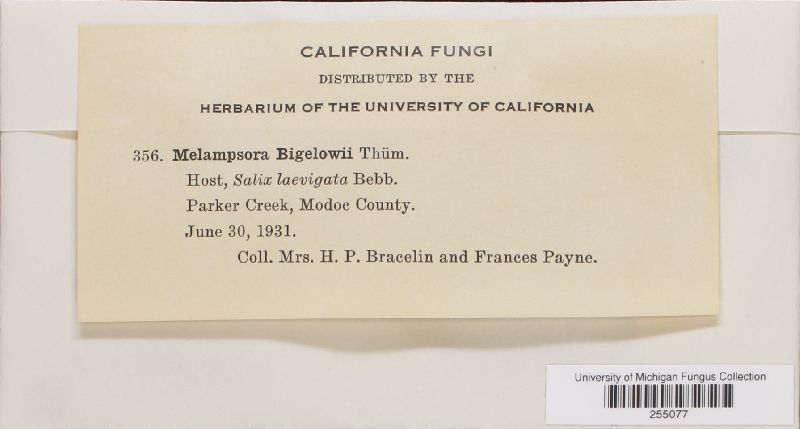 CALIFORNIA FUNGI
DISTRIBUTED BY THE
HERBARIUM OF THE UNIVERSITY OF CALIFORNIA
356. Melampsora Bigelowii Thüm.
Host, Salix laevigata Bebb.
Parker Creek, Modoc County.
June 30, 1931.
Coll. Mrs. H. P. Bracelin and Frances Payne.
University of Michigan Fungus Collection
255077